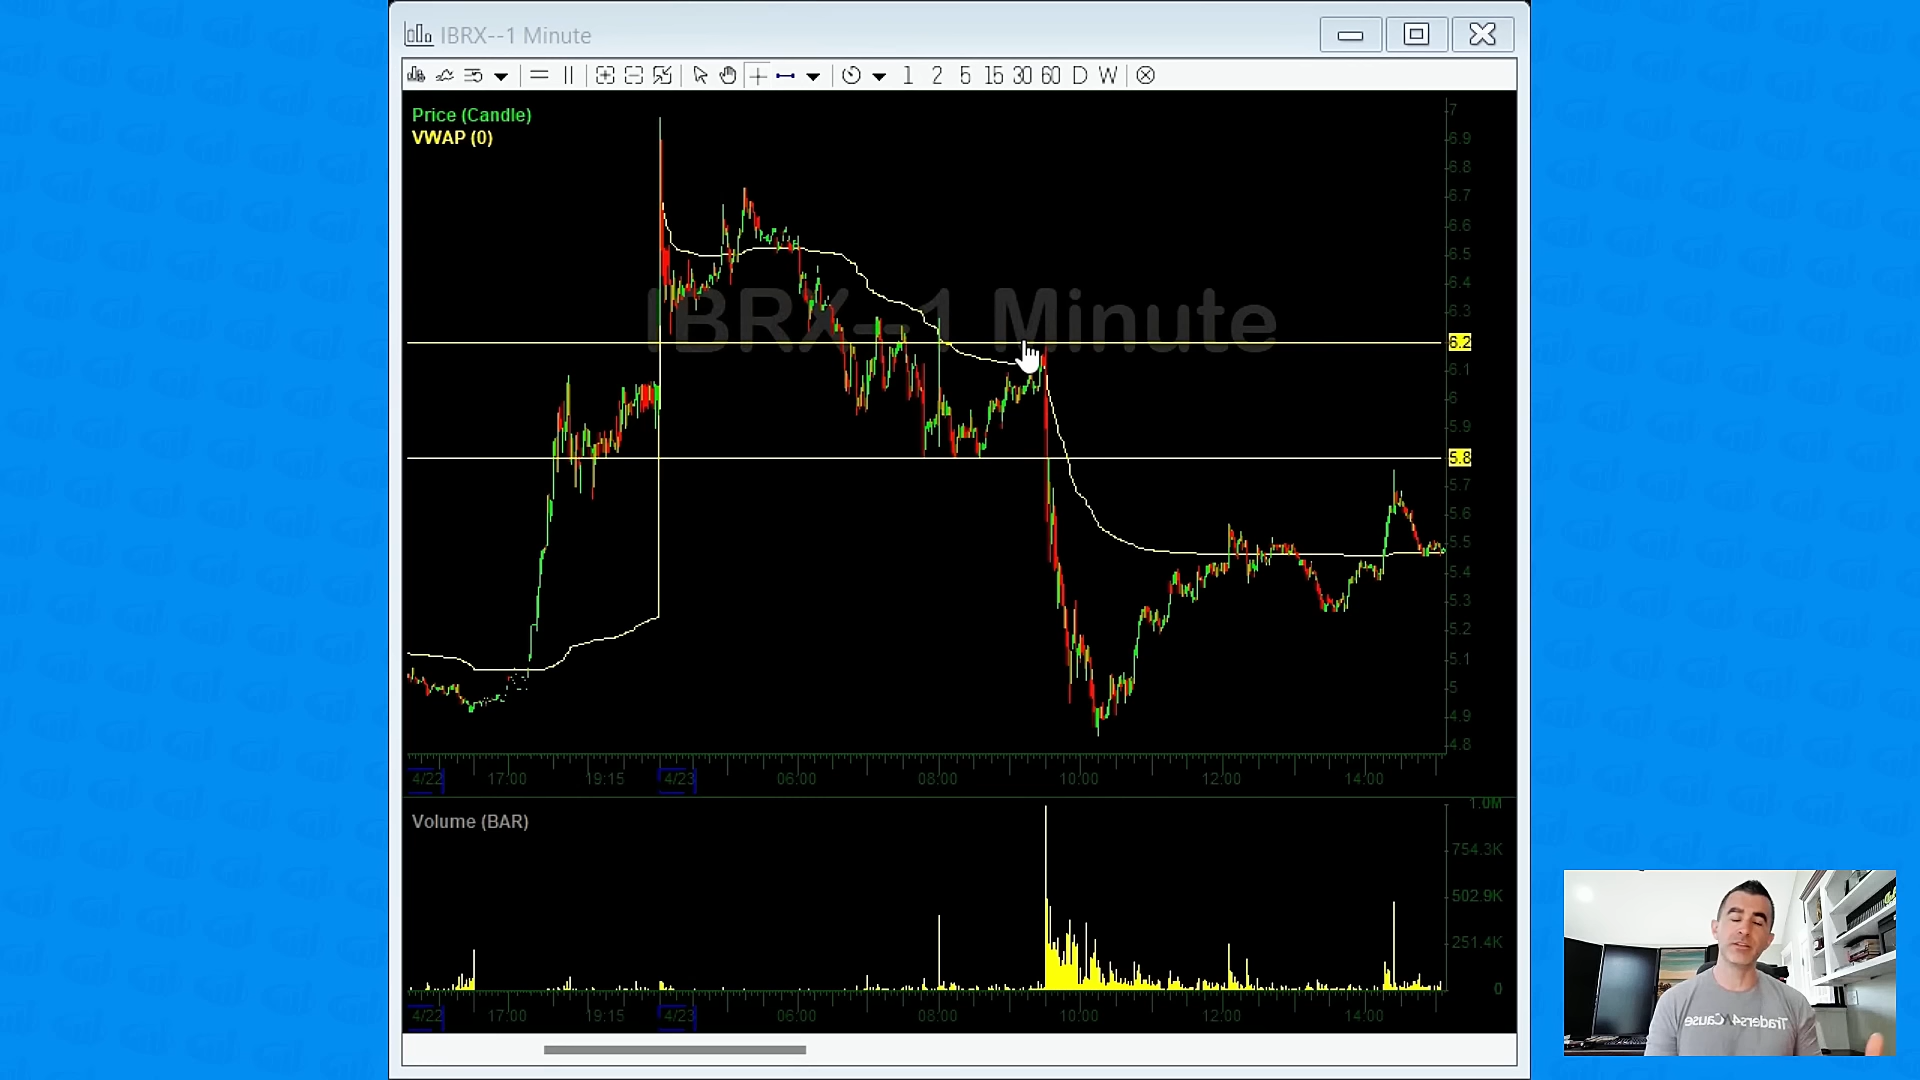 IBRX--1 Minute
1 2 5 15 30 60 D W
Price (Candle)
VWAP (0)
IBRX--1 Minute
7
6.9
6.8
6.7
6.6
6.5
6.4
6.3
6.2
6.1
6
5.9
5.8
5.7
5.6
5.5
5.4
5.3
5.2
5.1
5
4.9
4.8
4/22 17:00 19:15 4/23 06:00 08:00 10:00 12:00 14:00
Volume (BAR)
1.0M
754.3K
502.9K
251.4K
0
4/22 17:00 19:15 4/23 06:00 08:00 10:00 12:00 14:00
Traders4ACause